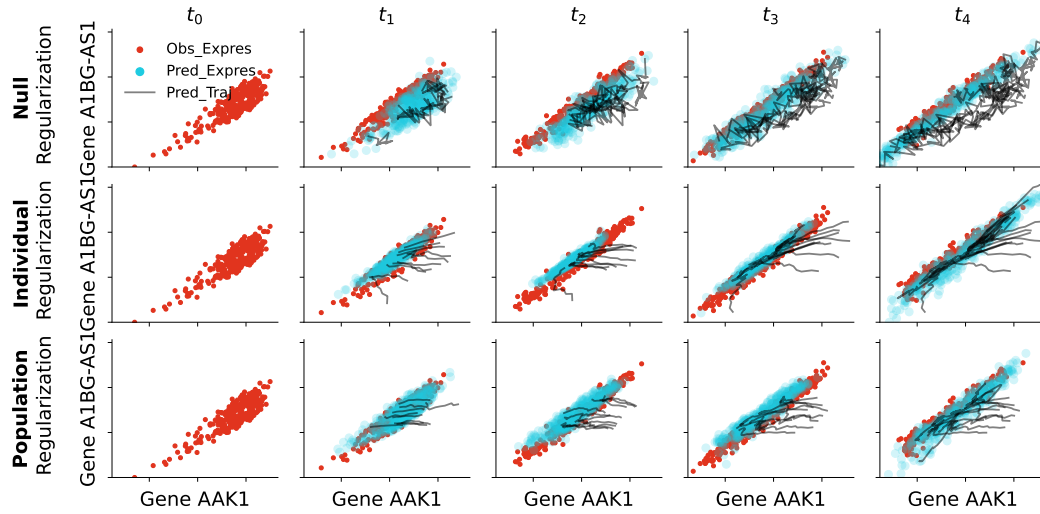 t0 t1 t2 t3 t4
Null
Regularization
Gene A1BG-AS1
Obs_Expres
Pred_Expres
Pred_Traj
Individual
Regularization
Gene A1BG-AS1
Population
Regularization
Gene A1BG-AS1
Gene AAK1 Gene AAK1 Gene AAK1 Gene AAK1 Gene AAK1